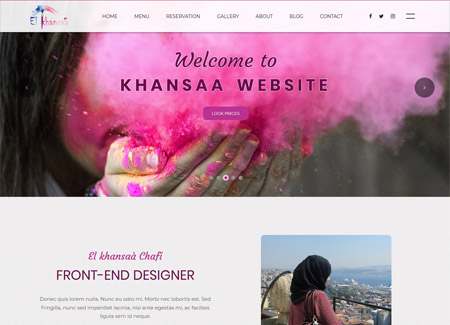 El khansaa
HOME MENU RESERVATION GALLERY ABOUT BLOG CONTACT
Welcome to
KHANSAA WEBSITE
LOOK PRICES
El khansaà Chafi
FRONT-END DESIGNER
Donec quis lorem nulla. Nunc eu odio mi. Morbi nec lobortis est. Sed
fringilla, nunc sed imperdiet lacinia, nisl ante egestas mi, ac facilisis
ligula sem id neque.